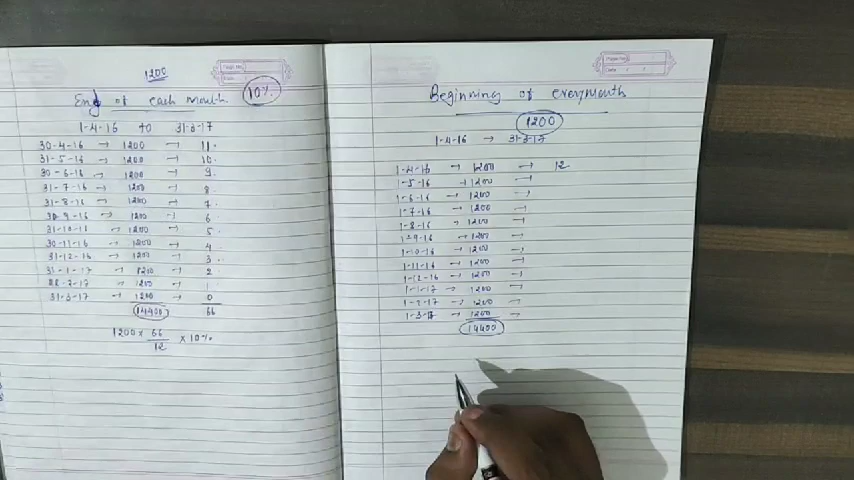 1200
End of each Month
10%
1-4-16 to 31-3-17
30-4-16 → 1200 → 11
31-5-16 → 1200 → 10
30-6-16 → 1200 → 9
31-7-16 → 1200 → 8
31-8-16 → 1200 → 7
30-9-16 → 1200 → 6
31-10-16 → 1200 → 5
30-11-16 → 1200 → 4
31-12-16 → 1200 → 3
31-1-17 → 1200 → 2
28-2-17 → 1200 → 1
31-3-17 → 1200 → 0
14400 66
1200 × 66/12 × 10%
Beginning of everymonth
1200
1-4-16 → 31-3-17
1-4-16 → 1200 → 12
1-5-16 → 1200 →
1-6-16 → 1200 →
1-7-16 → 1200 →
1-8-16 → 1200 →
1-9-16 → 1200 →
1-10-16 → 1200 →
1-11-16 → 1200 →
1-12-16 → 1200 →
1-1-17 → 1200 →
1-2-17 → 1200 →
1-3-17 → 1200 →
14400